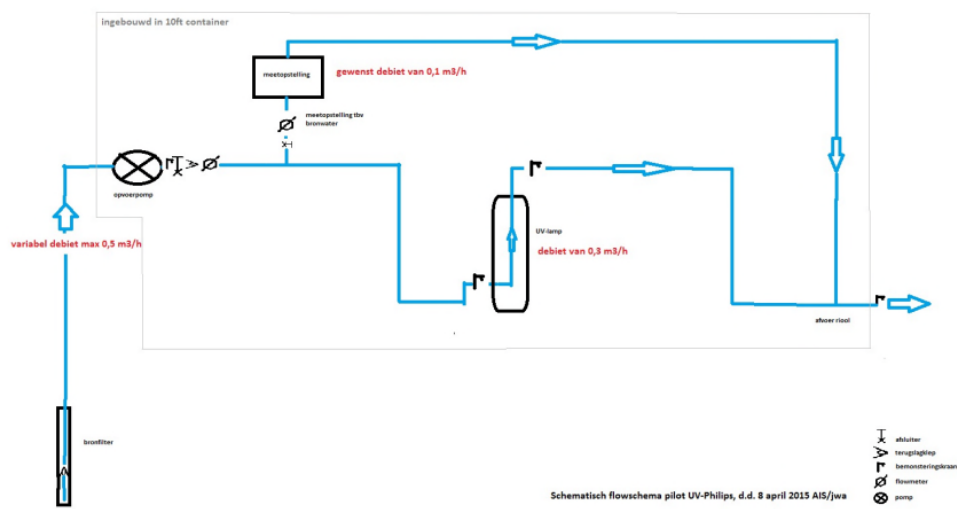 ingebouwd in 10ft container
meetopstelling
gewenst debiet van 0,1 m3/h
meetopstelling tbv
bronwater
opvoerpomp
variabel debiet max 0,5 m3/h
UV-lamp
debiet van 0,3 m3/h
afvoer riool
bronfilter
afsluiter
terugslagklep
bemonsteringskraan
flowmeter
pomp
Schematisch flowschema pilot UV-Philips, d.d. 8 april 2015 AIS/jwa